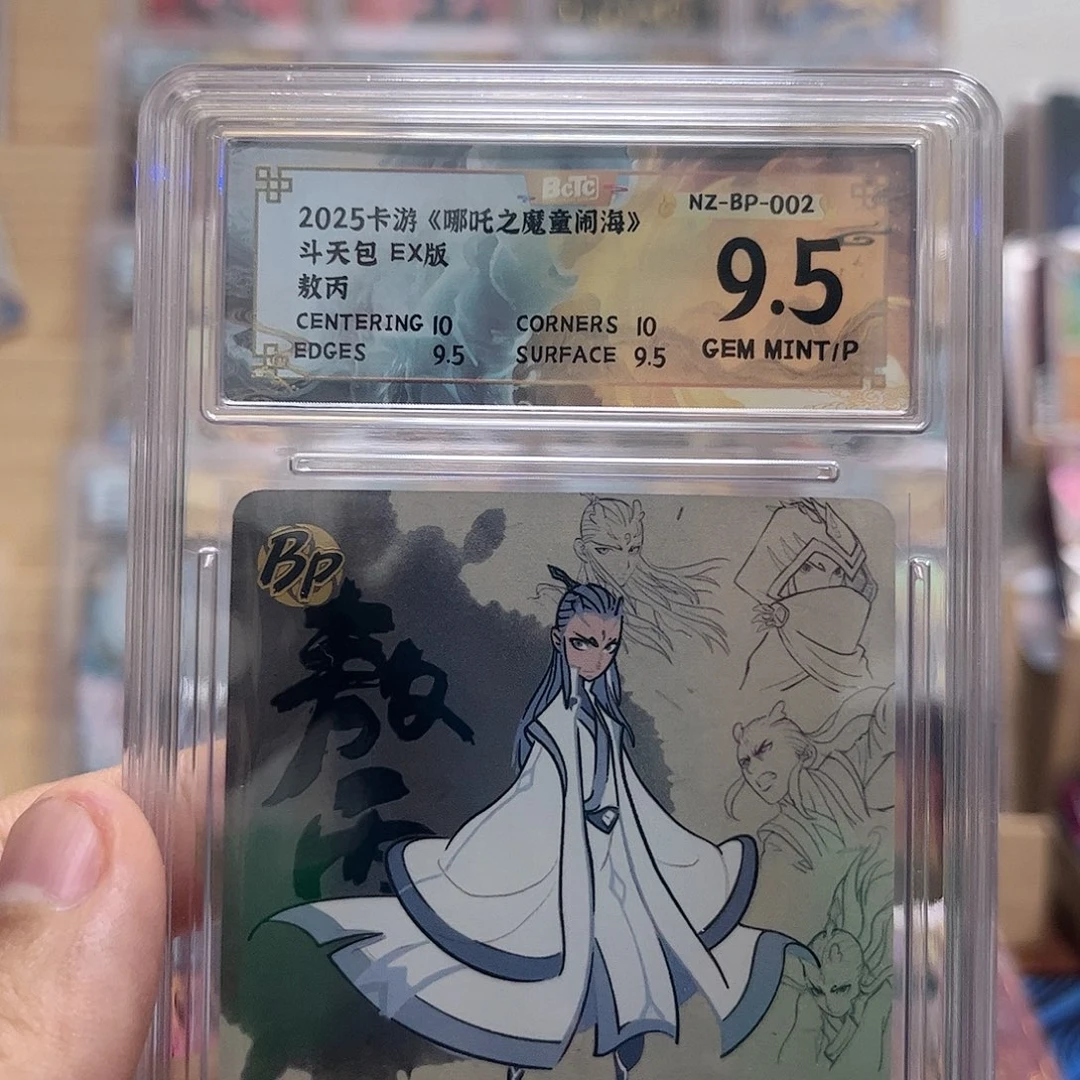 BCTC
2025卡游《哪吒之魔童闹海》
NZ-BP-002
斗天包 EX版
敖丙
9.5
CENTERING 10 CORNERS 10
EDGES 9.5 SURFACE 9.5
GEM MINT/P
BP
敖丙